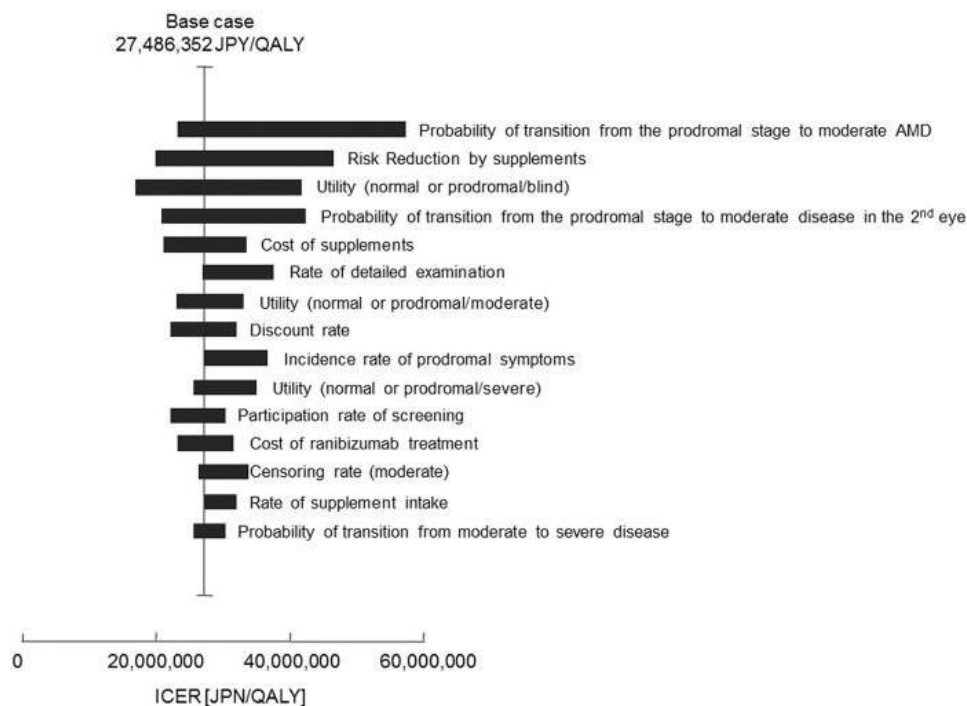 Base case
27,486,352 JPY/QALY
Probability of transition from the prodromal stage to moderate AMD
Risk Reduction by supplements
Utility (normal or prodromal/blind)
Probability of transition from the prodromal stage to moderate disease in the 2nd eye
Cost of supplements
Rate of detailed examination
Utility (normal or prodromal/moderate)
Discount rate
Incidence rate of prodromal symptoms
Utility (normal or prodromal/severe)
Participation rate of screening
Cost of ranibizumab treatment
Censoring rate (moderate)
Rate of supplement intake
Probability of transition from moderate to severe disease
0 20,000,000 40,000,000 60,000,000
ICER [JPN/QALY]